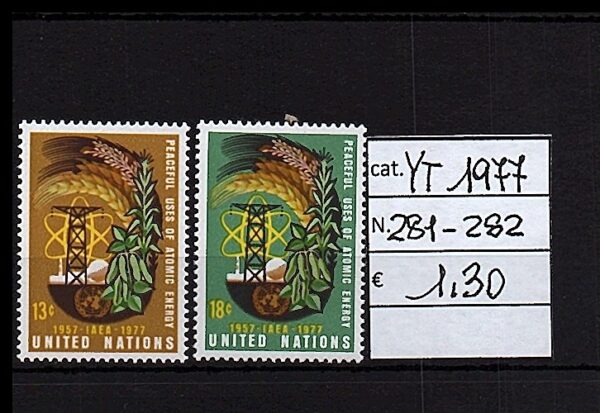 PEACEFUL USES OF ATOMIC ENERGY
13c
1957-IAEA-1977
UNITED NATIONS
PEACEFUL USES OF ATOMIC ENERGY
18c
1957-IAEA-1977
UNITED NATIONS
cat. YT 1977
N. 281-282
€ 1.30